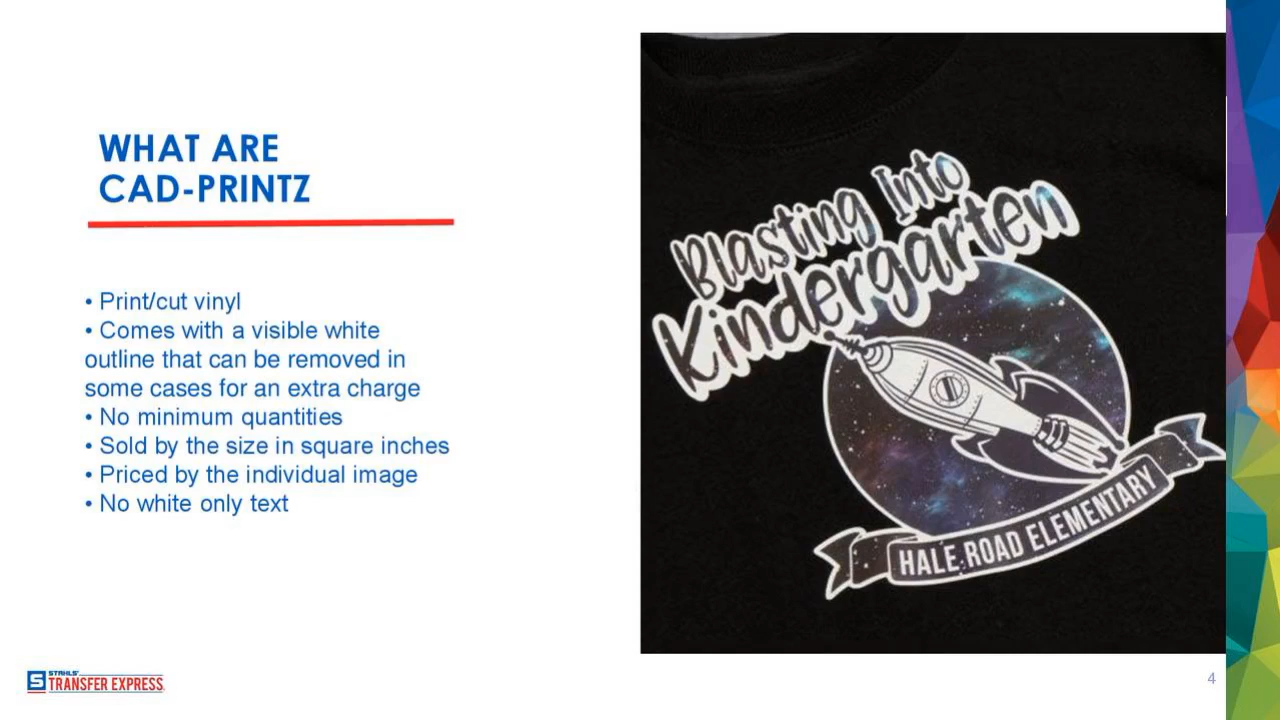 WHAT ARE
CAD-PRINTZ
• Print/cut vinyl
• Comes with a visible white
outline that can be removed in
some cases for an extra charge
• No minimum quantities
• Sold by the size in square inches
• Priced by the individual image
• No white only text
Blasting Into
Kindergarten
HALE ROAD ELEMENTARY
S STAHLS'
TRANSFER EXPRESS
4